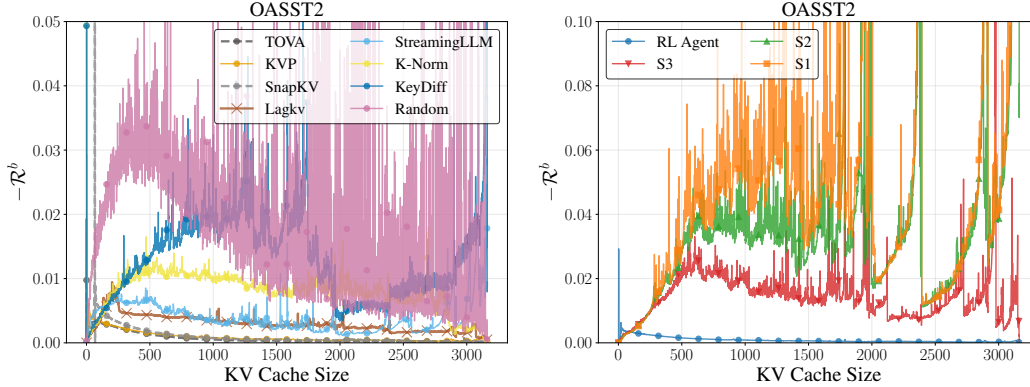 OASST2
0.05
0.04
0.03
0.02
0.01
0.00
−R^b
TOVA
KVP
SnapKV
Lagkv
StreamingLLM
K-Norm
KeyDiff
Random
0
500
1000
1500
2000
2500
3000
KV Cache Size
OASST2
0.10
0.08
0.06
0.04
0.02
0.00
−R^b
RL Agent
S3
S2
S1
0
500
1000
1500
2000
2500
3000
KV Cache Size